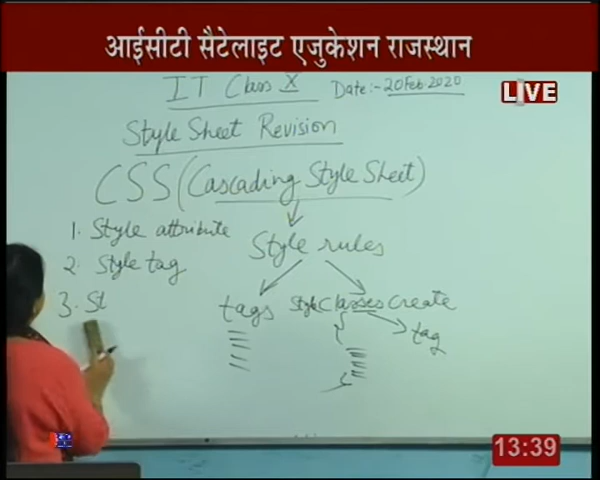 आईसीटी सैटेलाइट एजुकेशन राजस्थान
IT Class X Date:- 20 Feb 2020
LIVE
Style Sheet Revision
CSS (Cascading Style Sheet)
1. Style attribute
Style rules
2. Style tag
3. St
tags Style Classes Create
tag
13:39